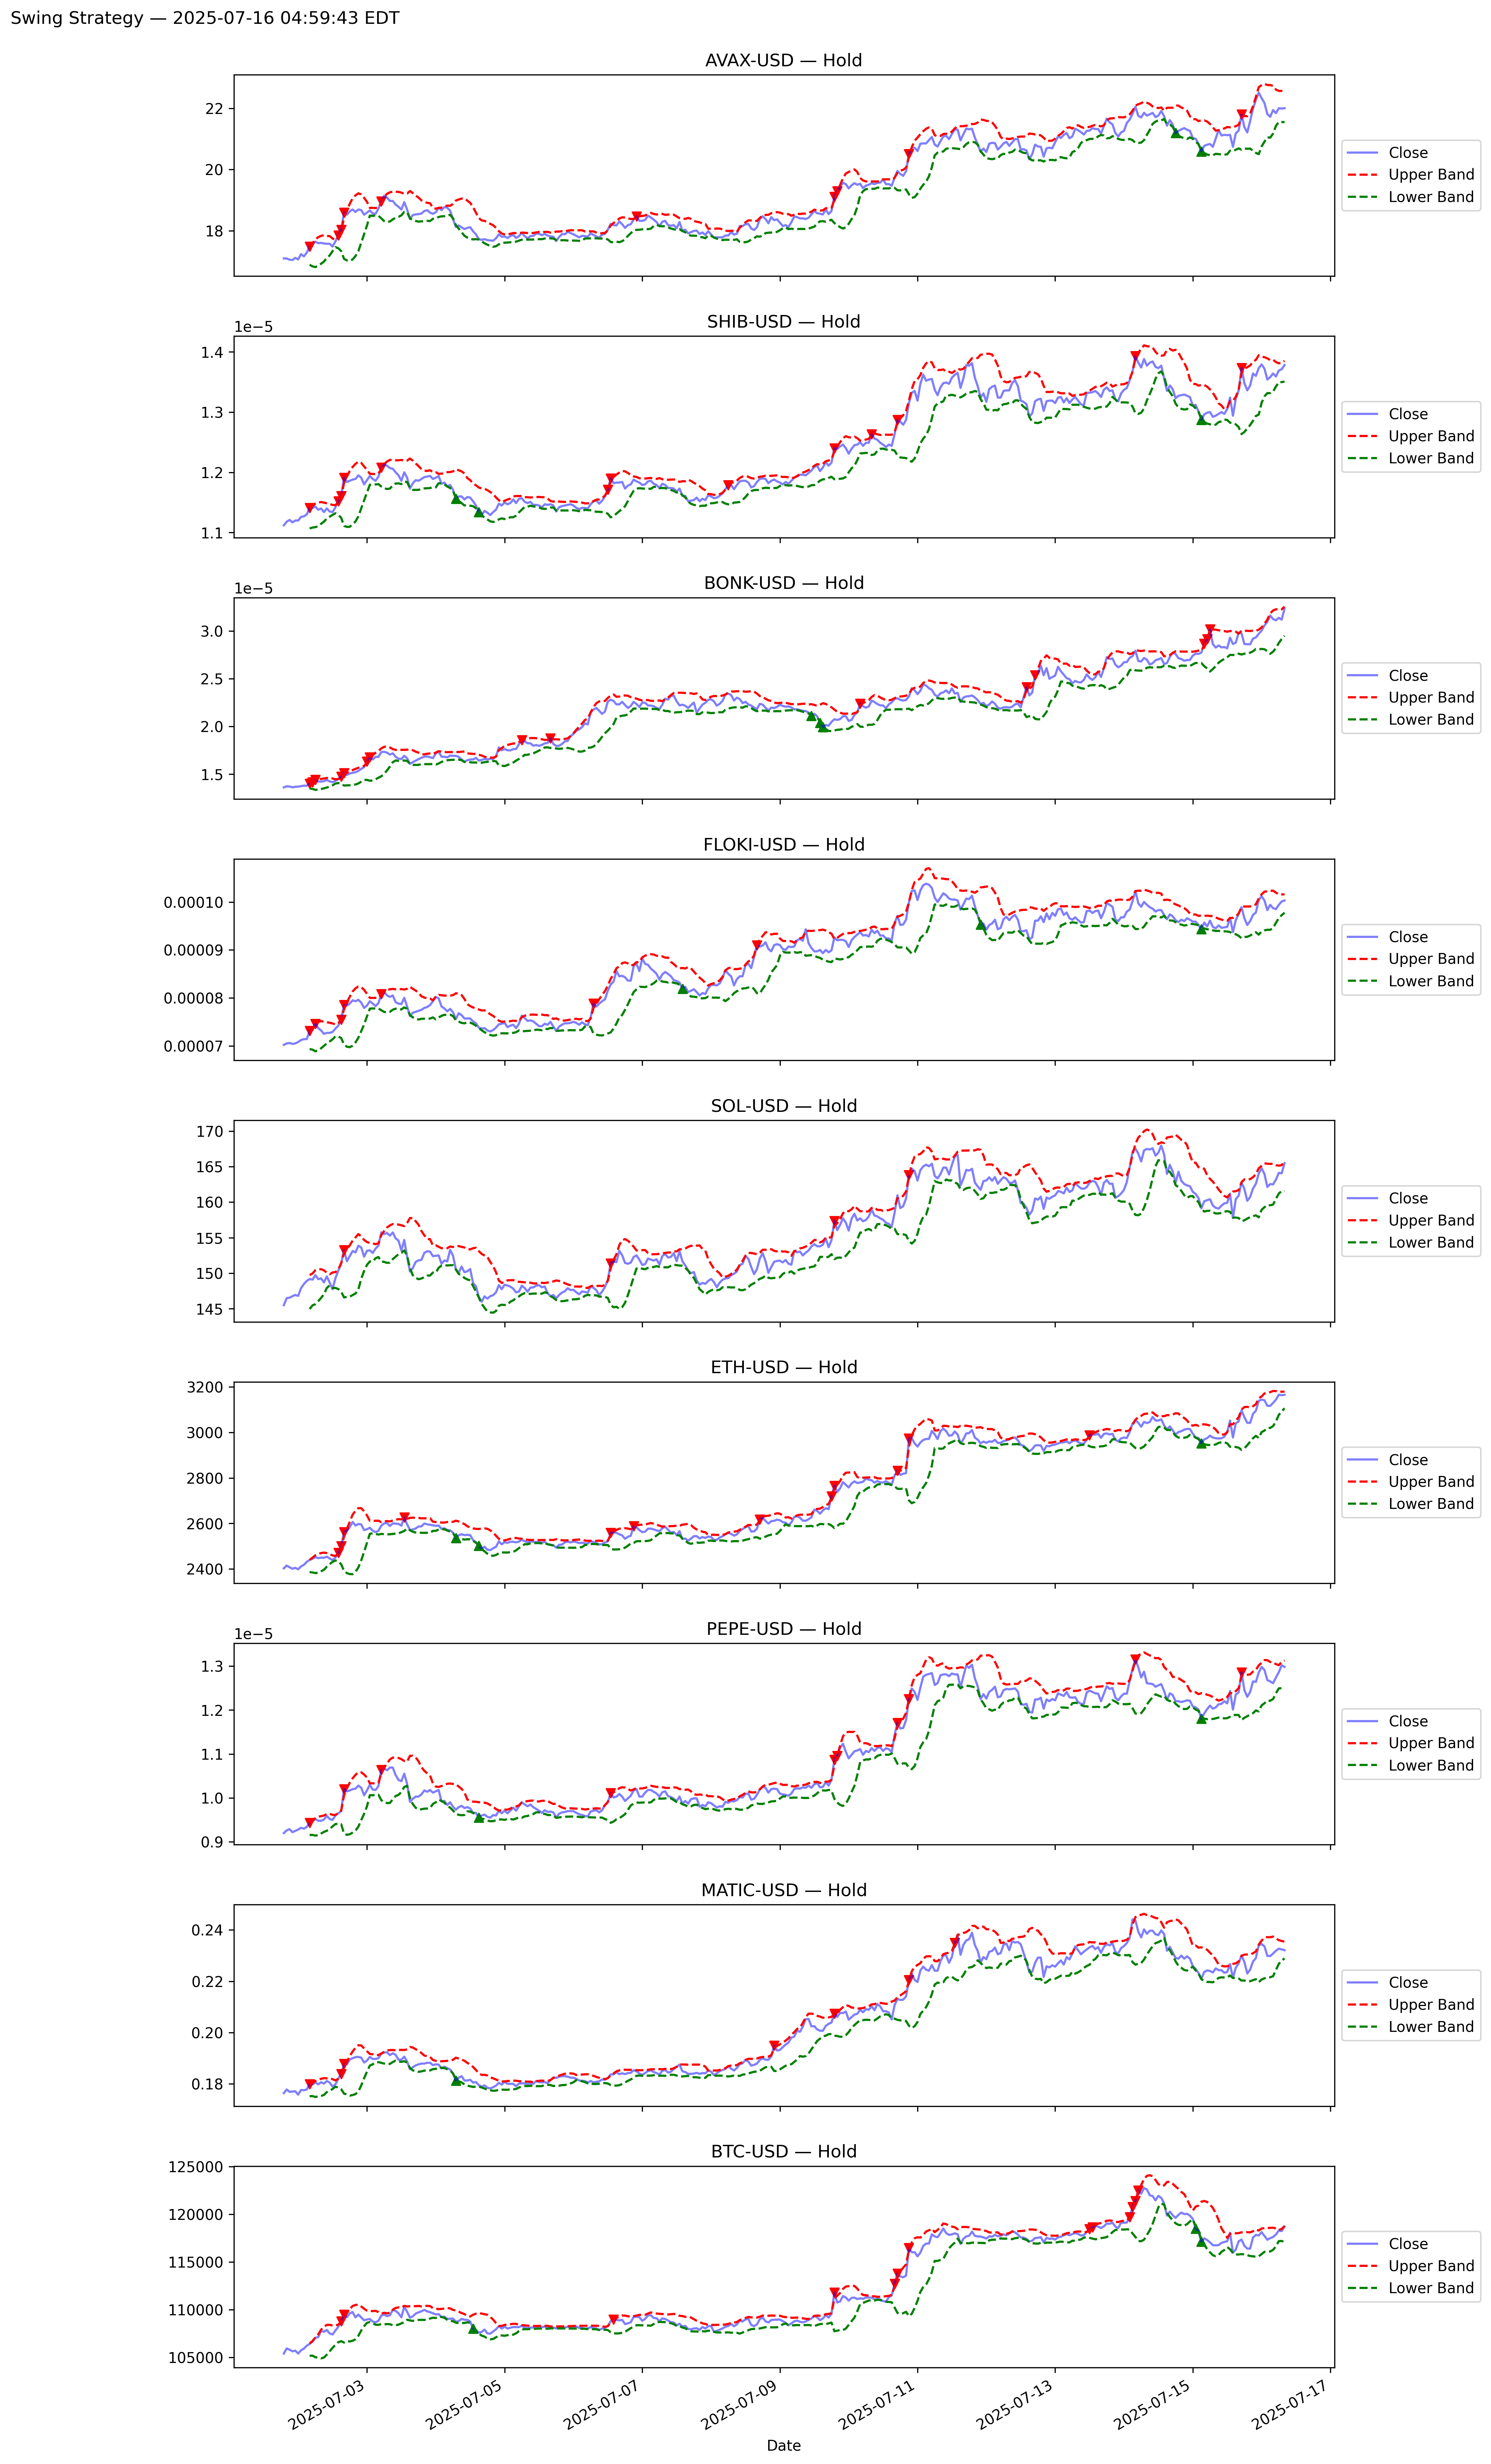 Swing Strategy — 2025-07-16 04:59:43 EDT
AVAX-USD — Hold
22
20
18
Close
Upper Band
Lower Band
SHIB-USD — Hold
1e−5
1.4
1.3
1.2
1.1
Close
Upper Band
Lower Band
BONK-USD — Hold
1e−5
3.0
2.5
2.0
1.5
Close
Upper Band
Lower Band
FLOKI-USD — Hold
0.00010
0.00009
0.00008
0.00007
Close
Upper Band
Lower Band
SOL-USD — Hold
170
165
160
155
150
145
Close
Upper Band
Lower Band
ETH-USD — Hold
3200
3000
2800
2600
2400
Close
Upper Band
Lower Band
PEPE-USD — Hold
1e−5
1.3
1.2
1.1
1.0
0.9
Close
Upper Band
Lower Band
MATIC-USD — Hold
0.24
0.22
0.20
0.18
Close
Upper Band
Lower Band
BTC-USD — Hold
125000
120000
115000
110000
105000
Close
Upper Band
Lower Band
2025-07-03
2025-07-05
2025-07-07
2025-07-09
2025-07-11
2025-07-13
2025-07-15
2025-07-17
Date